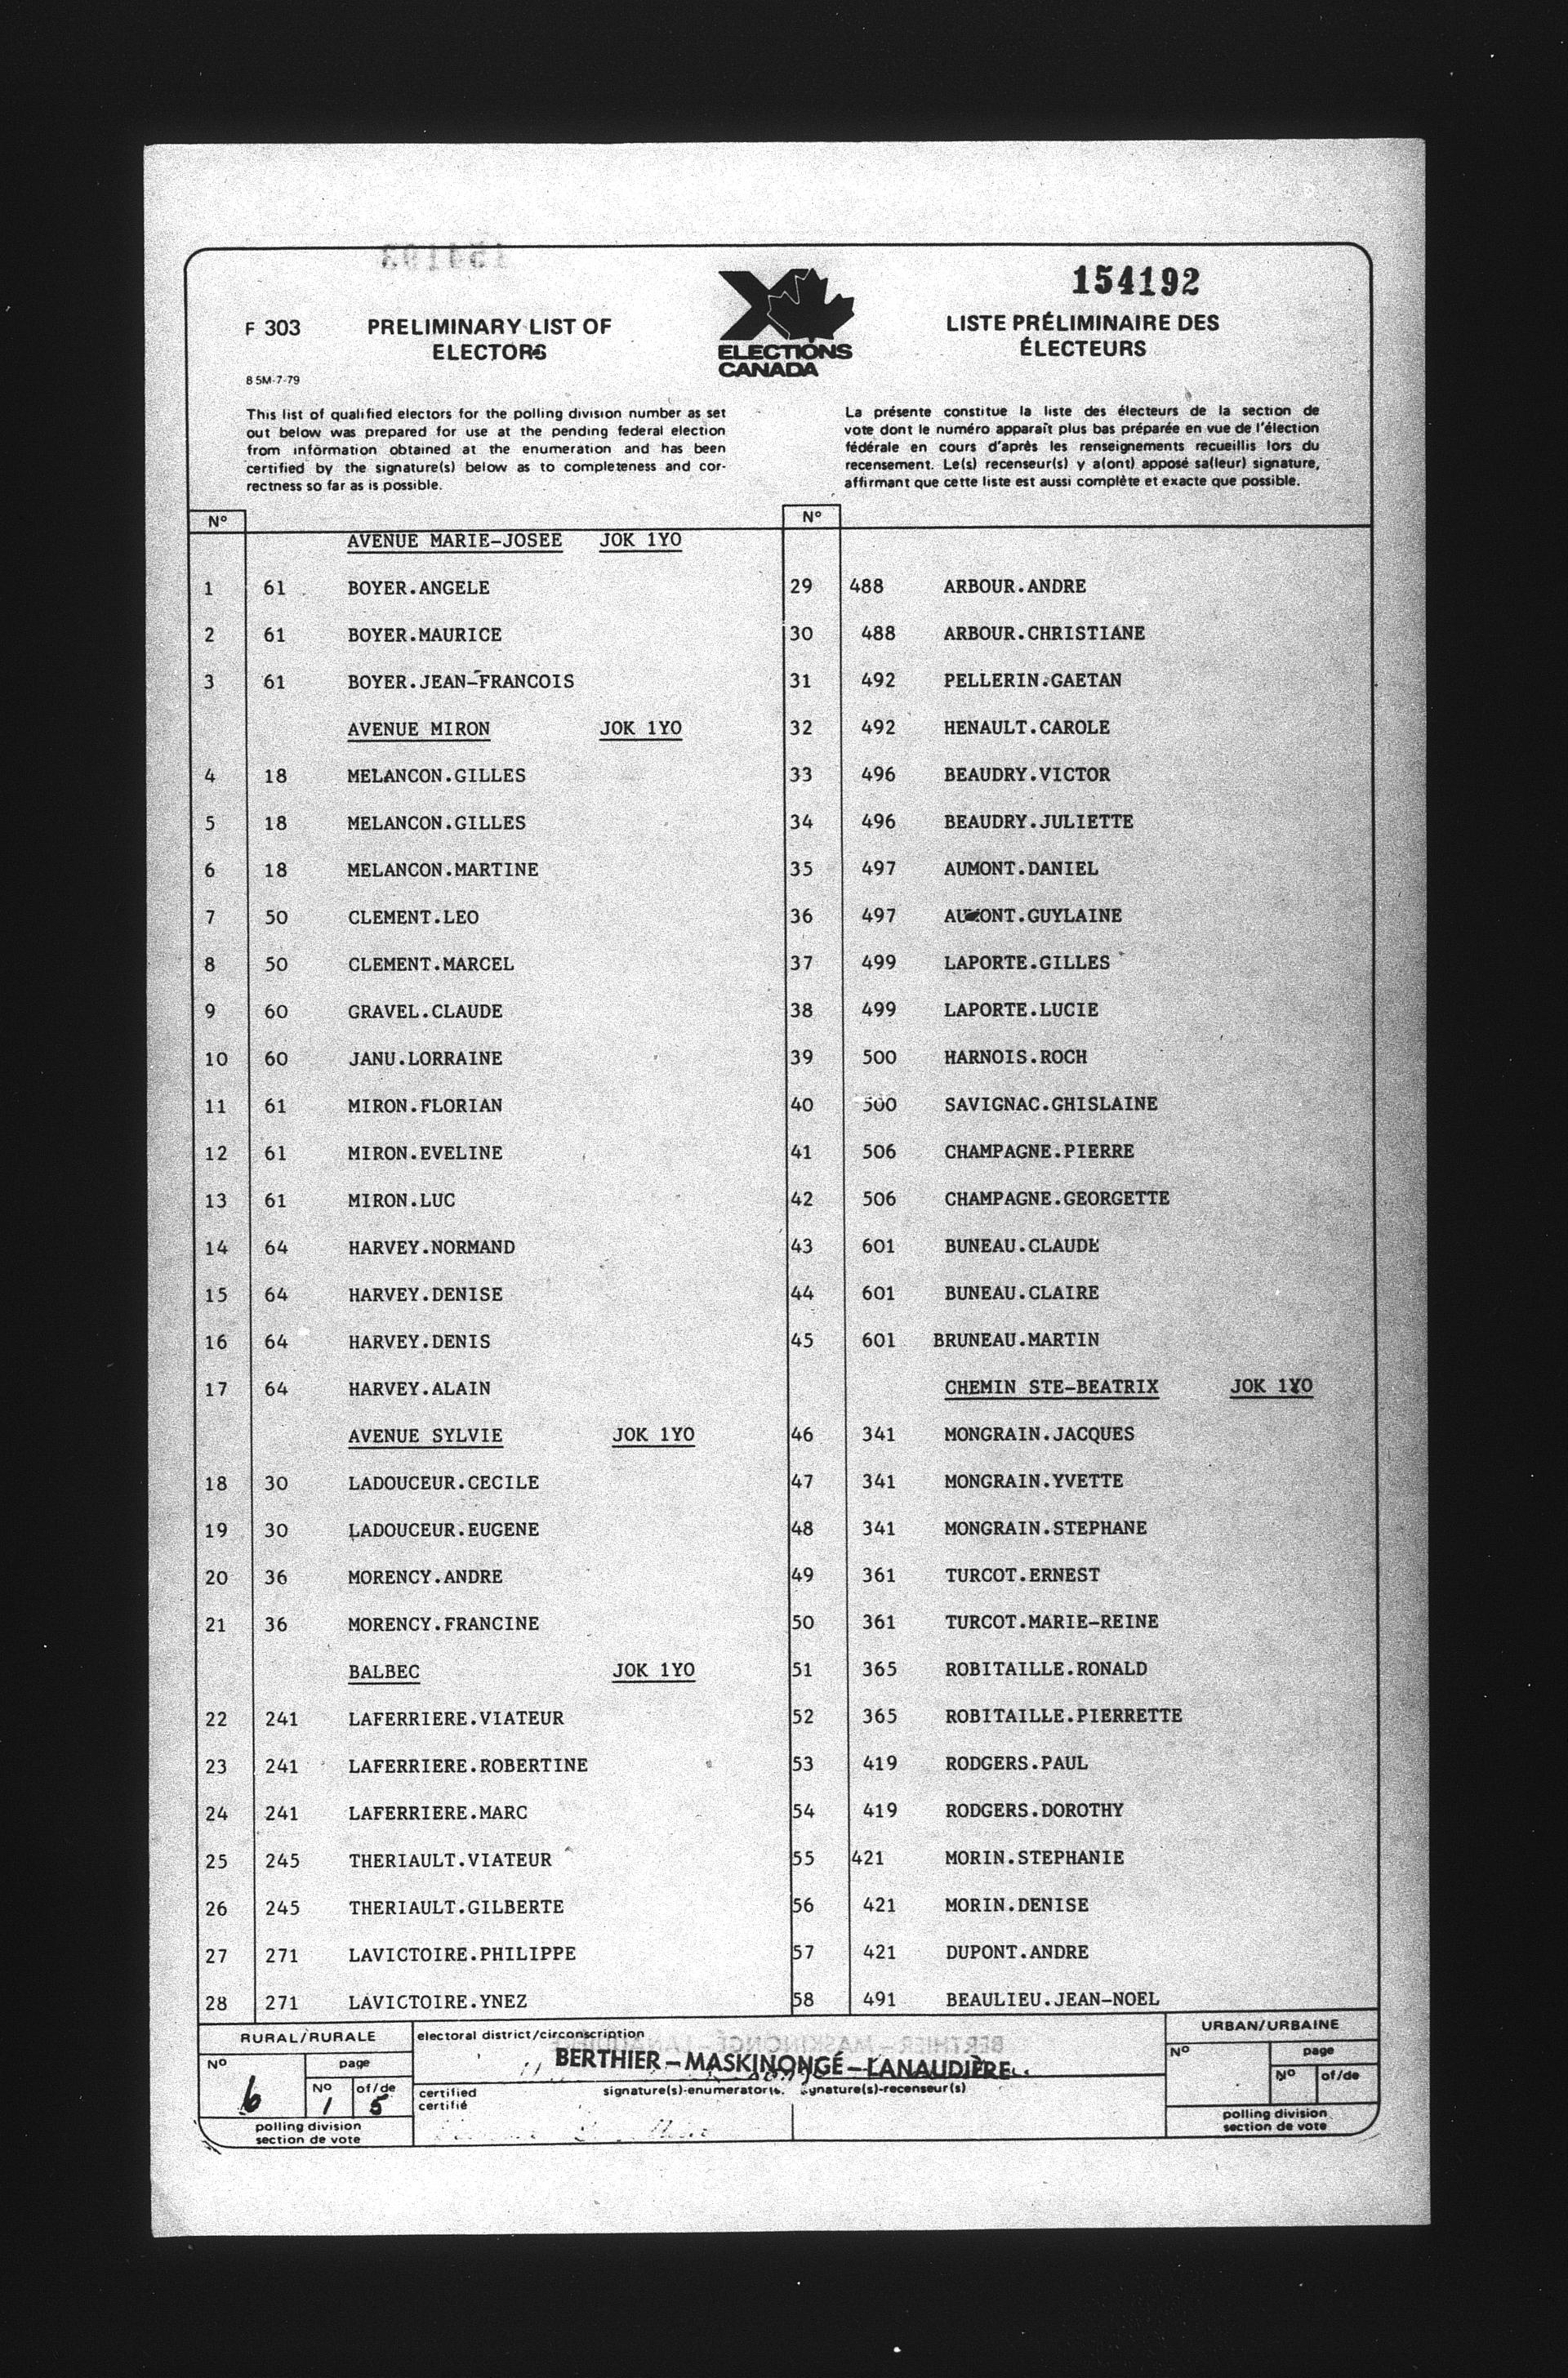 154192
F 303
PRELIMINARY LIST OF
ELECTORS
8 5M-7-79
ELECTIONS
CANADA
LISTE PRÉLIMINAIRE DES
ÉLECTEURS
This list of qualified electors for the polling division number as set
out below was prepared for use at the pending federal election
from information obtained at the enumeration and has been
certified by the signature(s) below as to completeness and cor-
rectness so far as is possible.
La présente constitue la liste des électeurs de la section de
vote dont le numéro apparaît plus bas préparée en vue de l'élection
fédérale en cours d'après les renseignements recueillis lors du
recensement. Le(s) recenseur(s) y a(ont) apposé sa(leur) signature,
affirmant que cette liste est aussi complète et exacte que possible.
Nº
AVENUE MARIE-JOSEE JOK 1YO
1 61 BOYER.ANGELE
2 61 BOYER.MAURICE
3 61 BOYER.JEAN-FRANCOIS
AVENUE MIRON JOK 1YO
4 18 MELANCON.GILLES
5 18 MELANCON.GILLES
6 18 MELANCON.MARTINE
7 50 CLEMENT.LEO
8 50 CLEMENT.MARCEL
9 60 GRAVEL.CLAUDE
10 60 JANU.LORRAINE
11 61 MIRON.FLORIAN
12 61 MIRON.EVELINE
13 61 MIRON.LUC
14 64 HARVEY.NORMAND
15 64 HARVEY.DENISE
16 64 HARVEY.DENIS
17 64 HARVEY.ALAIN
AVENUE SYLVIE JOK 1YO
18 30 LADOUCEUR.CECILE
19 30 LADOUCEUR.EUGENE
20 36 MORENCY.ANDRE
21 36 MORENCY.FRANCINE
BALBEC JOK 1YO
22 241 LAFERRIERE.VIATEUR
23 241 LAFERRIERE.ROBERTINE
24 241 LAFERRIERE.MARC
25 245 THERIAULT.VIATEUR
26 245 THERIAULT.GILBERTE
27 271 LAVICTOIRE.PHILIPPE
28 271 LAVICTOIRE.YNEZ
Nº
29 488 ARBOUR.ANDRE
30 488 ARBOUR.CHRISTIANE
31 492 PELLERIN.GAETAN
32 492 HENAULT.CAROLE
33 496 BEAUDRY.VICTOR
34 496 BEAUDRY.JULIETTE
35 497 AUMONT.DANIEL
36 497 AUMONT.GUYLAINE
37 499 LAPORTE.GILLES
38 499 LAPORTE.LUCIE
39 500 HARNOIS.ROCH
40 500 SAVIGNAC.GHISLAINE
41 506 CHAMPAGNE.PIERRE
42 506 CHAMPAGNE.GEORGETTE
43 601 BUNEAU.CLAUDE
44 601 BUNEAU.CLAIRE
45 601 BRUNEAU.MARTIN
CHEMIN STE-BEATRIX JOK 1YO
46 341 MONGRAIN.JACQUES
47 341 MONGRAIN.YVETTE
48 341 MONGRAIN.STEPHANE
49 361 TURCOT.ERNEST
50 361 TURCOT.MARIE-REINE
51 365 ROBITAILLE.RONALD
52 365 ROBITAILLE.PIERRETTE
53 419 RODGERS.PAUL
54 419 RODGERS.DOROTHY
55 421 MORIN.STEPHANIE
56 421 MORIN.DENISE
57 421 DUPONT.ANDRE
58 491 BEAULIEU.JEAN-NOEL
RURAL/RURALE
Nº page
6 Nº 1 of/de 5
polling division
section de vote
electoral district/circonscription
BERTHIER–MASKINONGÉ–LANAUDIÈRE
certified
certifié
signature(s)-enumerator(s. signature(s)-recenseur(s)
URBAN/URBAINE
Nº page
Nº of/de
polling division
section de vote